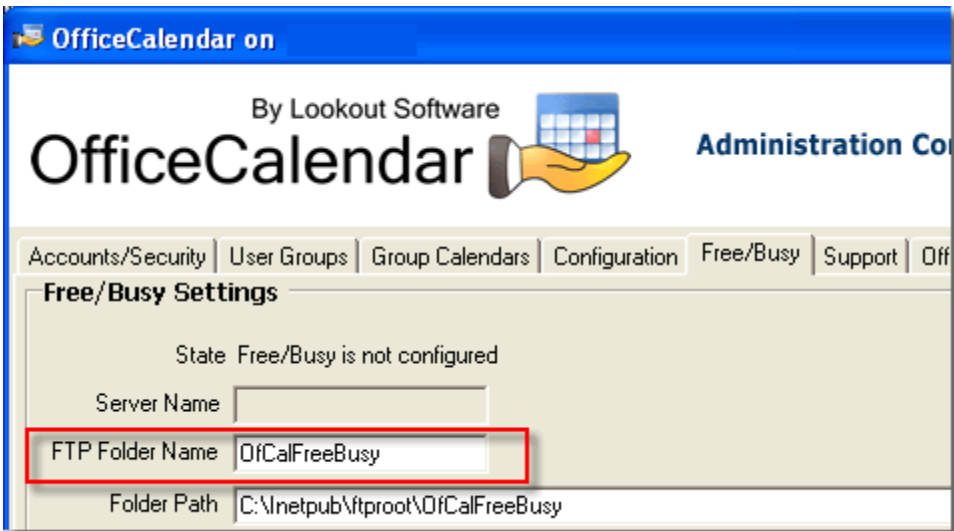 OfficeCalendar on
By Lookout Software
OfficeCalendar
Administration Co
Accounts/Security User Groups Group Calendars Configuration Free/Busy Support Off
Free/Busy Settings
State Free/Busy is not configured
Server Name
FTP Folder Name OfCalFreeBusy
Folder Path C:\Inetpub\ftproot\OfCalFreeBusy